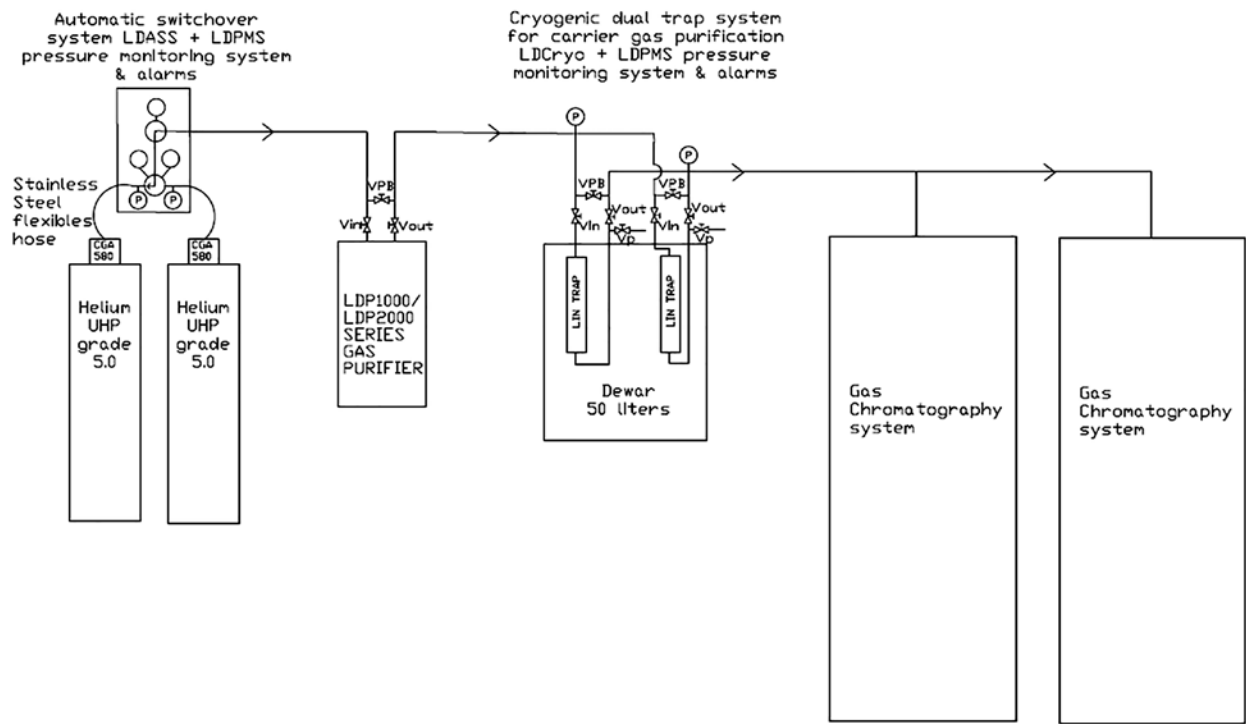 Automatic switchover
system LDASS + LDPMS
pressure monitoring system
& alarms
Cryogenic dual trap system
for carrier gas purification
LDCryo + LDPMS pressure
monitoring system & alarms
P
P
VPB
VPB
VPB
Stainless
Steel
flexibles
hose
P
P
Vin
Vout
VIn
Vout
Vp
VIn
Vout
Vp
CGA
580
CGA
580
Helium
UHP
grade
5.0
Helium
UHP
grade
5.0
LDP1000/
LDP2000
SERIES
GAS
PURIFIER
LIN TRAP
LIN TRAP
Dewar
50 liters
Gas
Chromatography
system
Gas
Chromatography
system